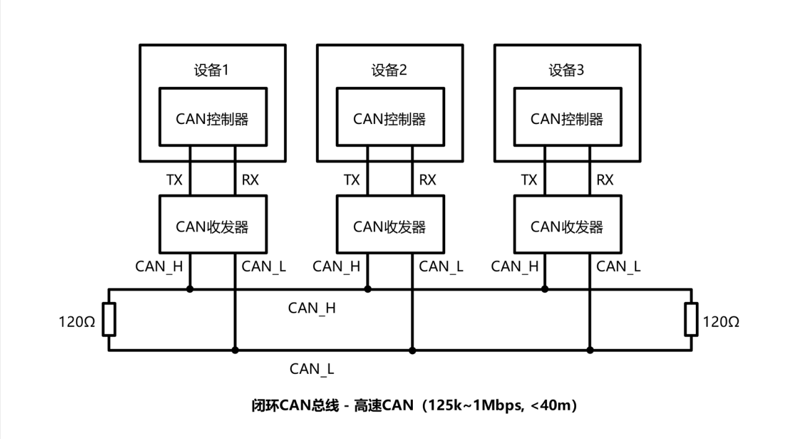 设备1 设备2 设备3
CAN控制器 CAN控制器 CAN控制器
TX RX TX RX TX RX
CAN收发器 CAN收发器 CAN收发器
CAN_H CAN_L CAN_H CAN_L CAN_H CAN_L
CAN_H
120Ω 120Ω
CAN_L
闭环CAN总线 - 高速CAN（125k~1Mbps, <40m）